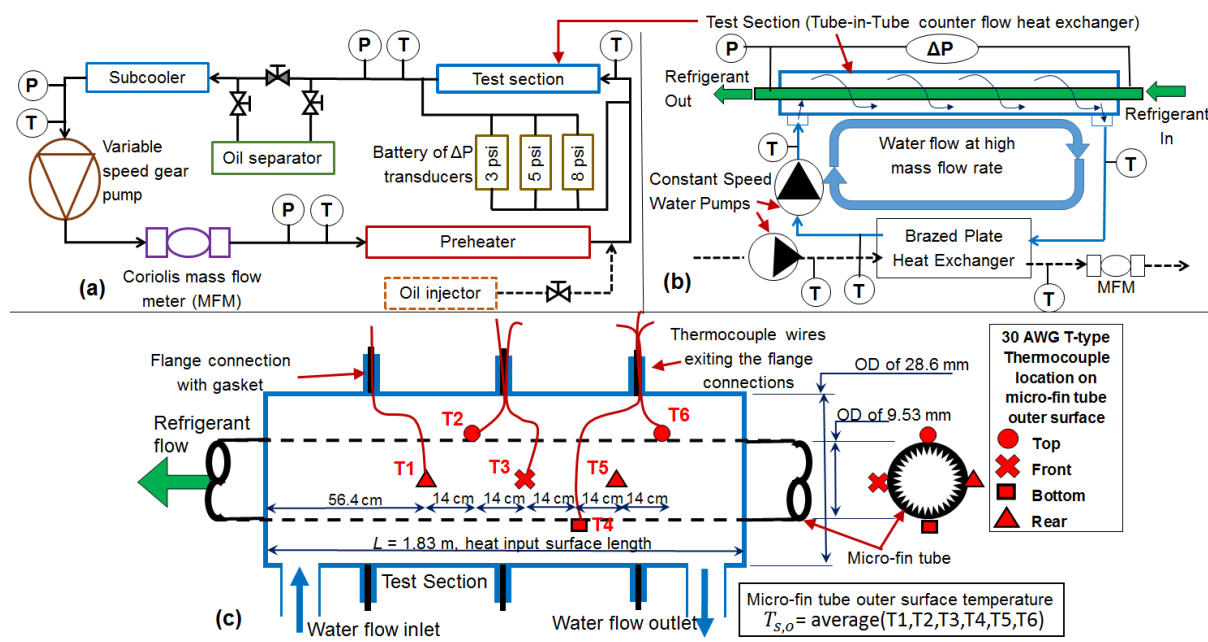 P
T
Subcooler
P
T
Test section
T
Variable
speed gear
pump
Oil separator
Battery of ΔP
transducers
3 psi
5 psi
8 psi
P
T
Preheater
(a)
Coriolis mass flow
meter (MFM)
Oil injector
Test Section (Tube-in-Tube counter flow heat exchanger)
P
ΔP
Refrigerant
Out
Refrigerant
In
T
Water flow at high
mass flow rate
T
Constant Speed
Water Pumps
Brazed Plate
Heat Exchanger
(b)
T
T
T
MFM
Flange connection
with gasket
Thermocouple wires
exiting the flange
connections
OD of 28.6 mm
OD of 9.53 mm
30 AWG T-type
Thermocouple
location on
micro-fin tube
outer surface
Top
Front
Bottom
Rear
Refrigerant
flow
T2
T6
T1
T3
T5
56.4 cm
14 cm
14 cm
14 cm
14 cm
14 cm
T4
L = 1.83 m, heat input surface length
Micro-fin tube
Test Section
(c)
Water flow inlet
Water flow outlet
Micro-fin tube outer surface temperature
Ts,o = average(T1,T2,T3,T4,T5,T6)